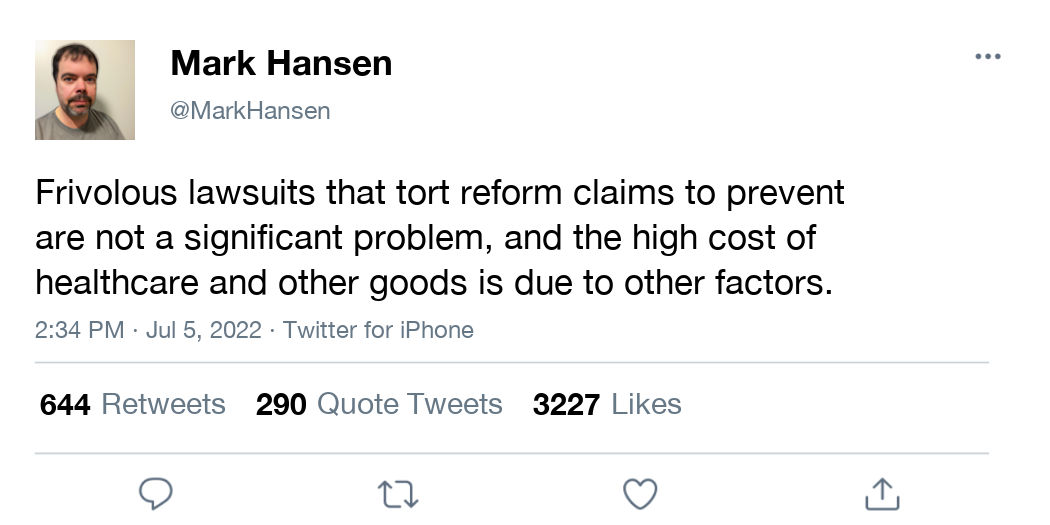 Mark Hansen
@MarkHansen
Frivolous lawsuits that tort reform claims to prevent
are not a significant problem, and the high cost of
healthcare and other goods is due to other factors.
2:34 PM · Jul 5, 2022 · Twitter for iPhone
644 Retweets 290 Quote Tweets 3227 Likes